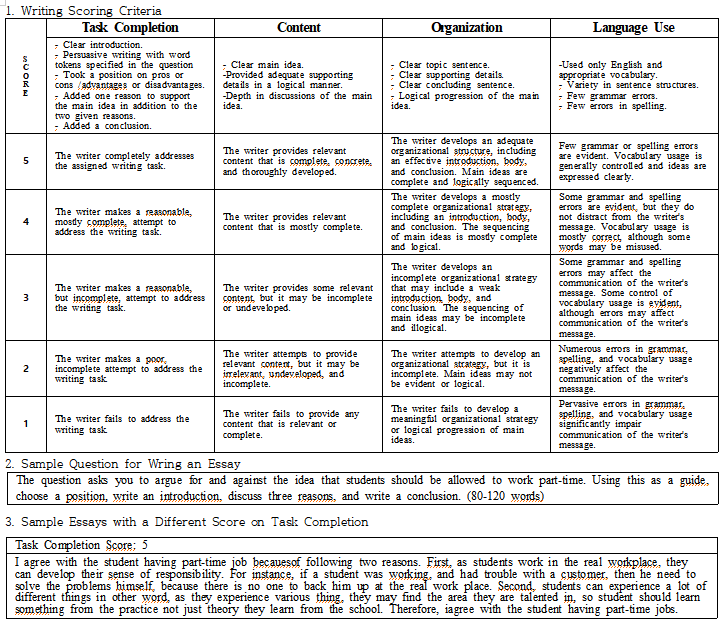 1. Writing Scoring Criteria
SCORE
Task Completion
Content
Organization
Language Use
- Clear introduction.
- Persuasive writing with word
tokens specified in the question
- Took a position on pros or
cons /advantages or disadvantages.
- Added one reason to support
the main idea in addition to the
two given reasons.
- Added a conclusion.
- Clear main idea.
-Provided adequate supporting
details in a logical manner.
-Depth in discussions of the main
idea.
- Clear topic sentence.
- Clear supporting details.
- Clear concluding sentence.
- Logical progression of the main
idea.
-Used only English and
appropriate vocabulary.
- Variety in sentence structures.
- Few grammar errors.
- Few errors in spelling.
5
The writer completely addresses
the assigned writing task.
The writer provides relevant
content that is complete, concrete,
and thoroughly developed.
The writer develops an adequate
organizational structure, including
an effective introduction, body,
and conclusion. Main ideas are
complete and logically sequenced.
Few grammar or spelling errors
are evident. Vocabulary usage is
generally controlled and ideas are
expressed clearly.
4
The writer makes a reasonable,
mostly complete, attempt to
address the writing task.
The writer provides relevant
content that is mostly complete.
The writer develops a mostly
complete organizational strategy,
including an introduction, body,
and conclusion. The sequencing
of main ideas is mostly complete
and logical.
Some grammar and spelling
errors are evident, but they do
not distract from the writer's
message. Vocabulary usage is
mostly correct, although some
words may be misused.
3
The writer makes a reasonable,
but incomplete, attempt to address
the writing task.
The writer provides some relevant
content, but it may be incomplete
or undeveloped.
The writer develops an
incomplete organizational strategy
that may include a weak
introduction, body, and
conclusion. The sequencing of
main ideas may be incomplete
and illogical.
Some grammar and spelling
errors may affect the
communication of the writer's
message. Some control of
vocabulary usage is evident,
although errors may affect
communication of the writer's
message.
2
The writer makes a poor,
incomplete attempt to address the
writing task
The writer attempts to provide
relevant content, but it may be
irrelevant, undeveloped, and
incomplete.
The writer attempts to develop an
organizational strategy, but it is
incomplete. Main ideas may not
be evident or logical.
Numerous errors in grammar,
spelling, and vocabulary usage
negatively affect the
communication of the writer's
message.
1
The writer fails to address the
writing task
The writer fails to provide any
content that is relevant or
complete.
The writer fails to develop a
meaningful organizational strategy
or logical progression of main
ideas.
Pervasive errors in grammar,
spelling, and vocabulary usage
significantly impair
communication of the writer's
message.
2. Sample Question for Wring an Essay
The question asks you to argue for and against the idea that students should be allowed to work part-time. Using this as a guide,
choose a position, write an introduction, discuss three reasons, and write a conclusion. (80-120 words)
3. Sample Essays with a Different Score on Task Completion
Task Completion Score; 5
I agree with the student having part-time job becauesof following two reasons. First, as students work in the real workplace, they
can develop their sense of responsibility. For instance, if a student was working, and had trouble with a customer, then he need to
solve the problems himself, because there is no one to back him up at the real work place. Second, students can experience a lot of
different things in other word, as they experience various thing, they may find the area they are talented in, so student should learn
something from the practice not just theory they learn from the school. Therefore, iagree with the student having part-time jobs.